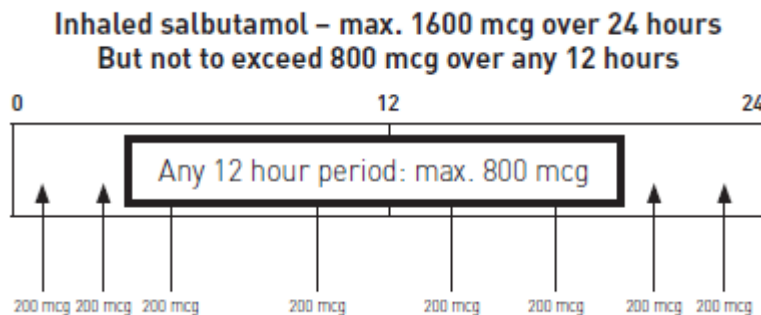 Inhaled salbutamol – max. 1600 mcg over 24 hours
But not to exceed 800 mcg over any 12 hours
0 12 24
Any 12 hour period: max. 800 mcg
200 mcg 200 mcg 200 mcg 200 mcg 200 mcg 200 mcg 200 mcg 200 mcg